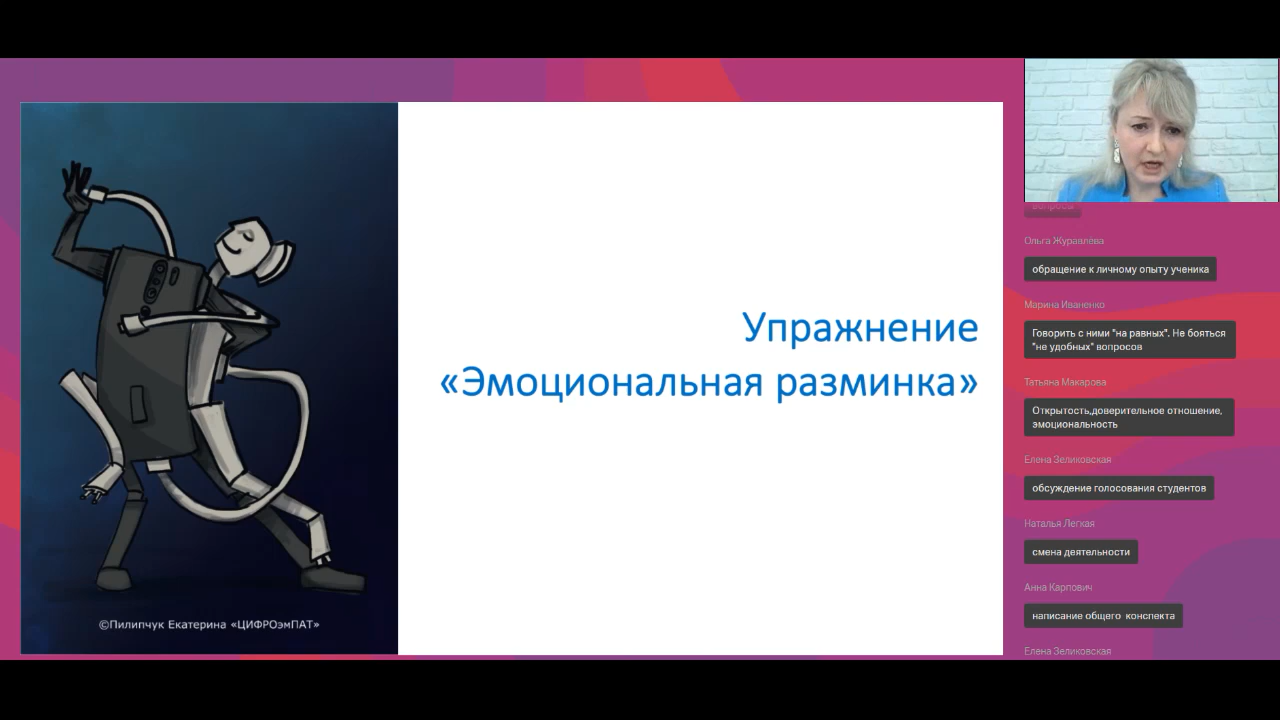 Упражнение
«Эмоциональная разминка»
©Пилипчук Екатерина «ЦИФРОэмПАТ»
вопросы
Ольга Журавлёва
обращение к личному опыту ученика
Марина Иваненко
Говорить с ними "на равных". Не бояться
"не удобных" вопросов
Татьяна Макарова
Открытость,доверительное отношение,
эмоциональность
Елена Зеликовская
обсуждение голосования студентов
Наталья Легкая
смена деятельности
Анна Карпович
написание общего конспекта
Елена Зеликовская